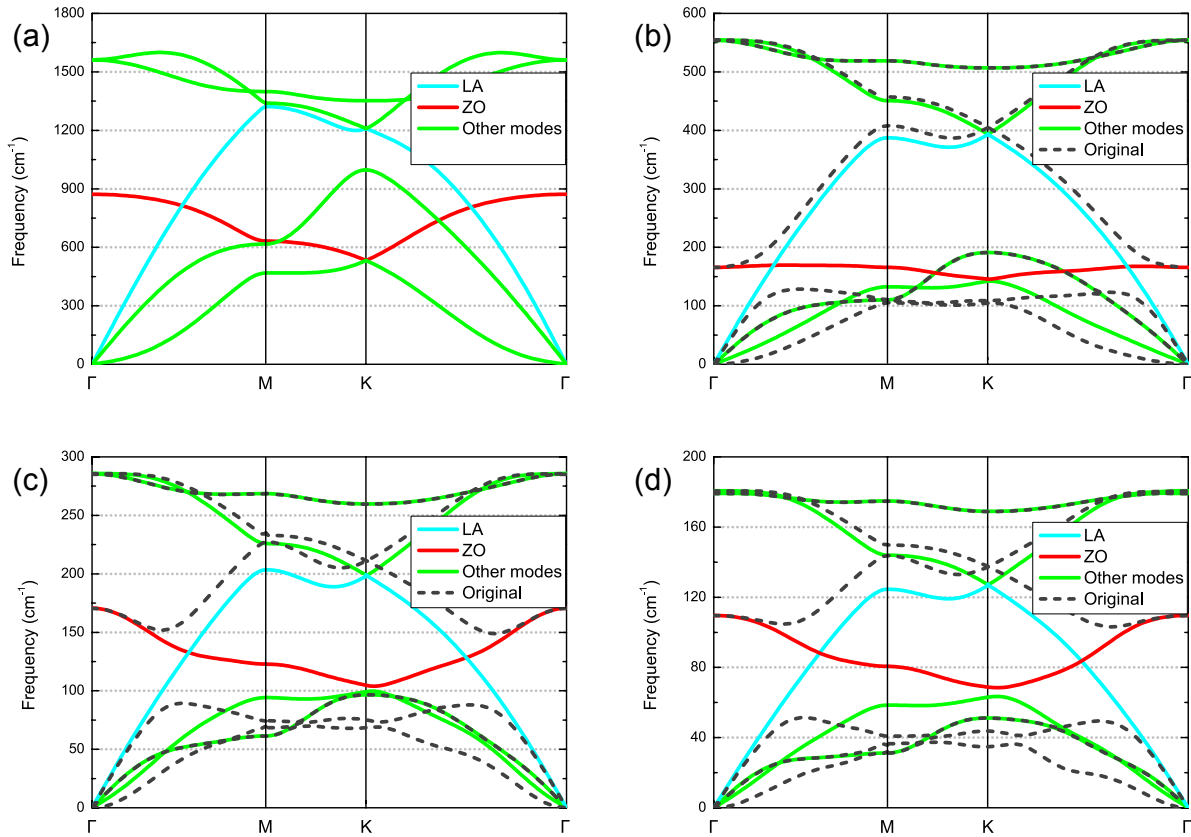 (a)
Frequency (cm⁻¹)
1800
1500
1200
900
600
300
0
Γ
M
K
Γ
LA
ZO
Other modes
(b)
Frequency (cm⁻¹)
600
500
400
300
200
100
0
Γ
M
K
Γ
LA
ZO
Other modes
Original
(c)
Frequency (cm⁻¹)
300
250
200
150
100
50
0
Γ
M
K
Γ
LA
ZO
Other modes
Original
(d)
Frequency (cm⁻¹)
200
160
120
80
40
0
Γ
M
K
Γ
LA
ZO
Other modes
Original